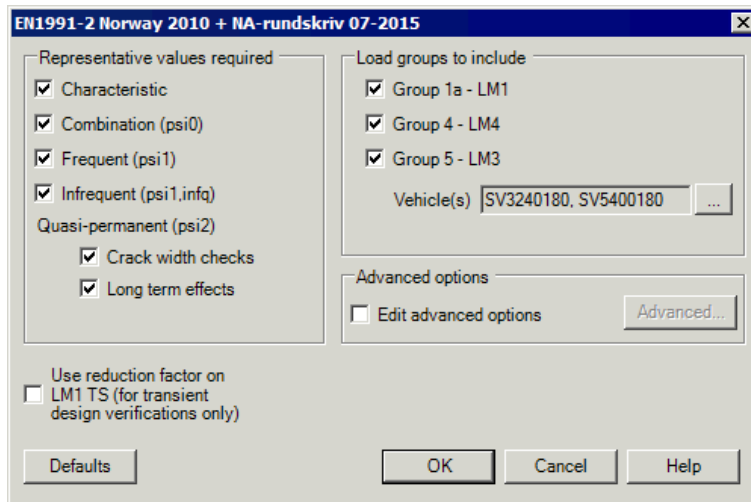 EN1991-2 Norway 2010 + NA-rundskriv 07-2015
Representative values required
Characteristic
Combination (psi0)
Frequent (psi1)
Infrequent (psi1,infq)
Quasi-permanent (psi2)
Crack width checks
Long term effects
Load groups to include
Group 1a - LM1
Group 4 - LM4
Group 5 - LM3
Vehicle(s) SV3240180, SV5400180 ...
Advanced options
Edit advanced options Advanced...
Use reduction factor on
LM1 TS (for transient
design verifications only)
Defaults OK Cancel Help